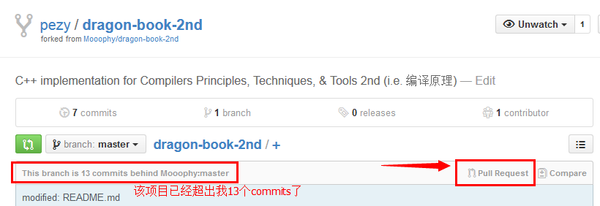 pezy / dragon-book-2nd
Unwatch 1
forked from Mooophy/dragon-book-2nd
C++ implementation for Compilers Principles, Techniques, & Tools 2nd (i.e. 编译原理) — Edit
7 commits 1 branch 0 releases 1 contributor
branch: master dragon-book-2nd / +
This branch is 13 commits behind Mooophy:master Pull Request Compare
modified: README.md 该项目已经超出我13个commits了